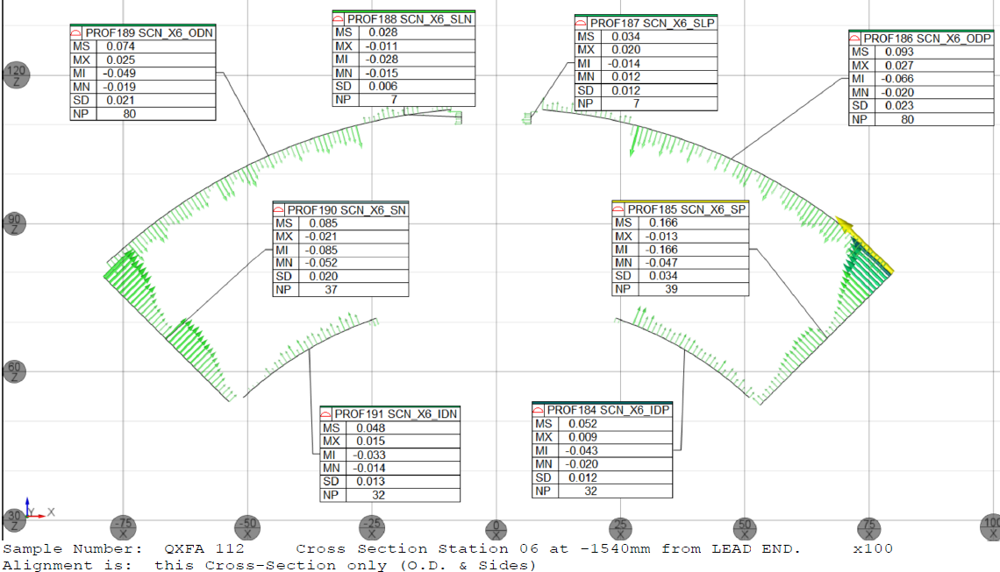 PROF189 SCN_X6_ODN
MS 0.074
MX 0.025
MI -0.049
MN -0.019
SD 0.021
NP 80
PROF188 SCN_X6_SLN
MS 0.028
MX -0.011
MI -0.028
MN -0.015
SD 0.006
NP 7
PROF187 SCN_X6_SLP
MS 0.034
MX 0.020
MI -0.014
MN 0.012
SD 0.012
NP 7
PROF186 SCN_X6_ODP
MS 0.093
MX 0.027
MI -0.066
MN -0.020
SD 0.023
NP 80
120
Z
PROF190 SCN_X6_SN
MS 0.085
MX -0.021
MI -0.085
MN -0.052
SD 0.020
NP 37
PROF185 SCN_X6_SP
MS 0.166
MX -0.013
MI -0.166
MN -0.047
SD 0.034
NP 39
90
Z
60
Z
PROF191 SCN_X6_IDN
MS 0.048
MX 0.015
MI -0.033
MN -0.014
SD 0.013
NP 32
PROF184 SCN_X6_IDP
MS 0.052
MX 0.009
MI -0.043
MN -0.020
SD 0.012
NP 32
30
Z
Y X
-75
X
-50
X
-25
X
0
X
25
X
50
X
75
X
100
X
Sample Number: QXFA 112 Cross Section Station 06 at -1540mm from LEAD END. x100
Alignment is: this Cross-Section only (O.D. & Sides)